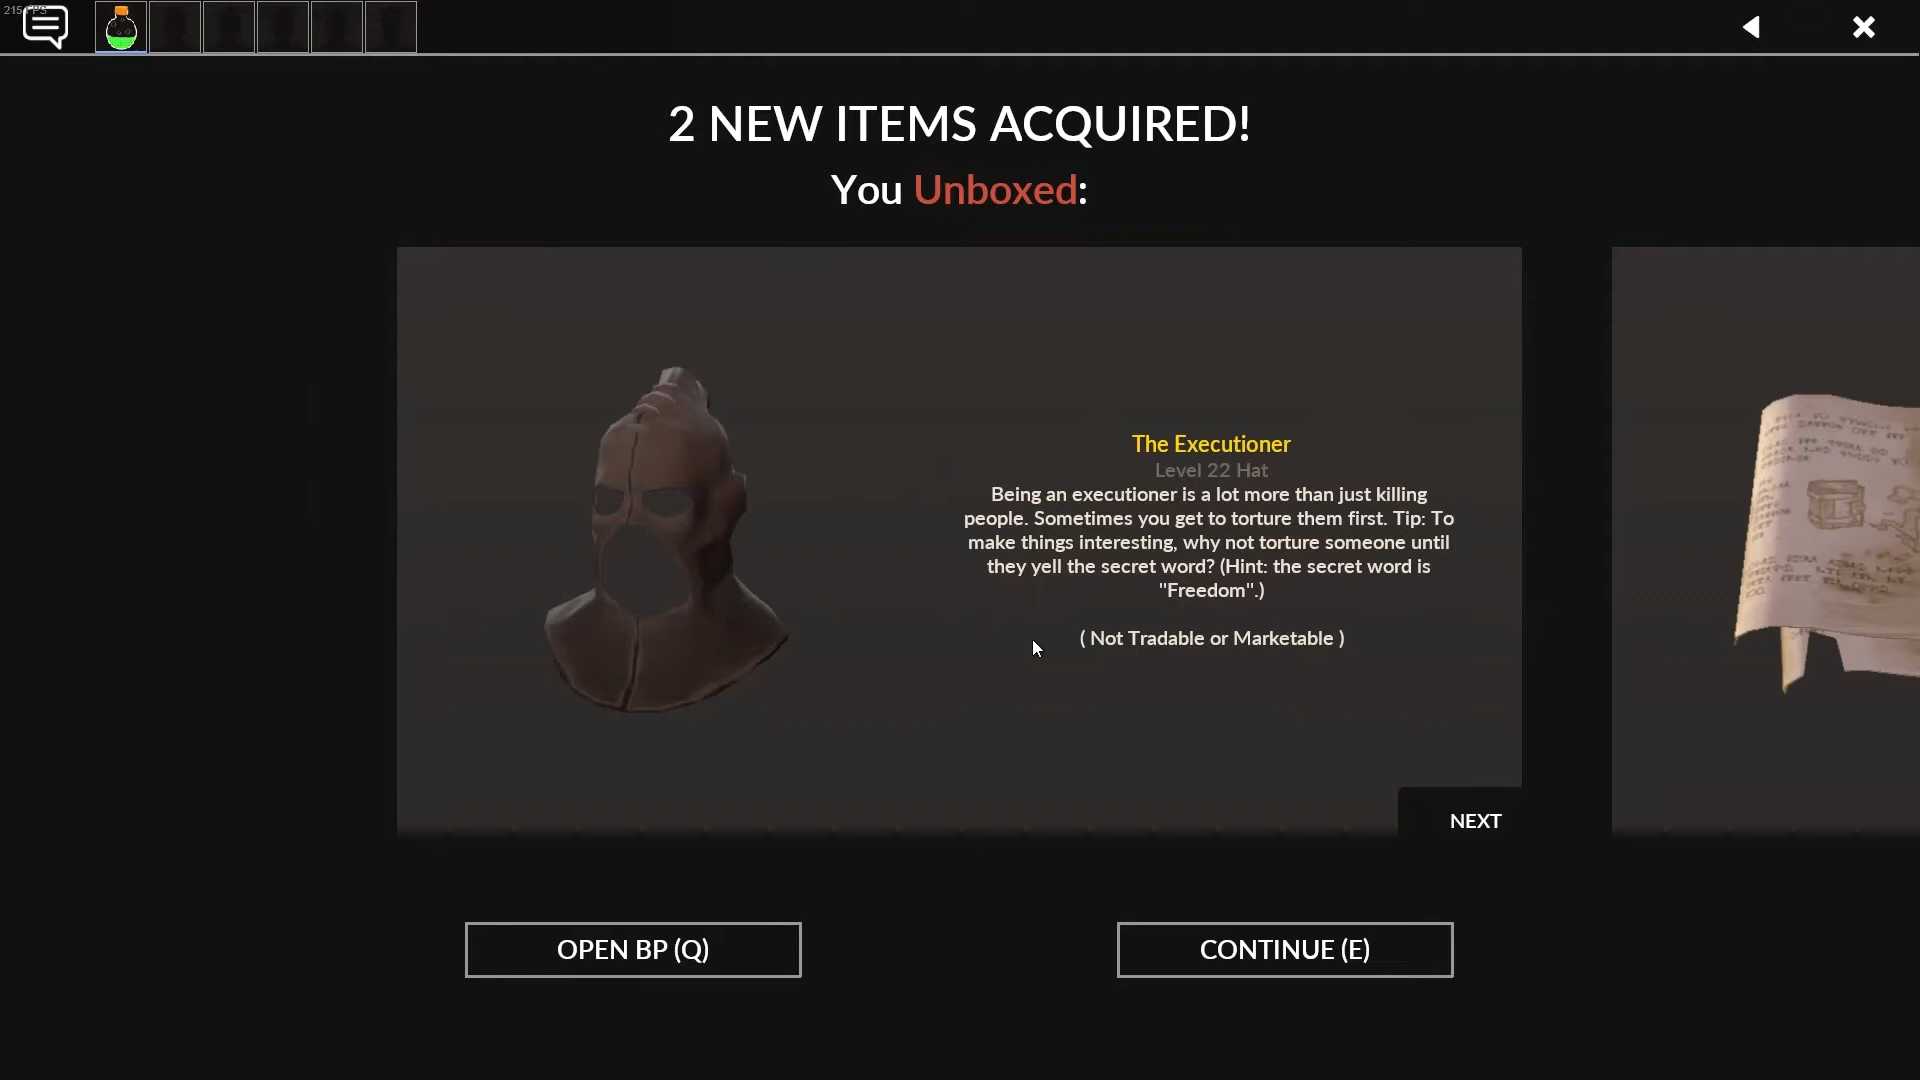 215 FPS
2 NEW ITEMS ACQUIRED!
You Unboxed:
The Executioner
Level 22 Hat
Being an executioner is a lot more than just killing
people. Sometimes you get to torture them first. Tip: To
make things interesting, why not torture someone until
they yell the secret word? (Hint: the secret word is
"Freedom".)
( Not Tradable or Marketable )
NEXT
OPEN BP (Q)
CONTINUE (E)